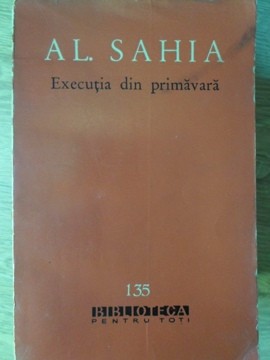 AL. SAHIA
Execuția din primăvară
135
BIBLIOTECA
PENTRU TOȚI